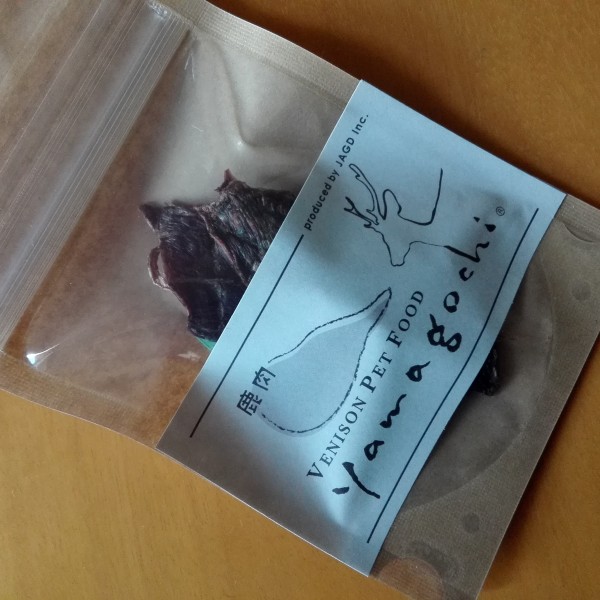 produced by JAGD Inc.
鹿肉
VENISON PET FOOD
yamagochi®